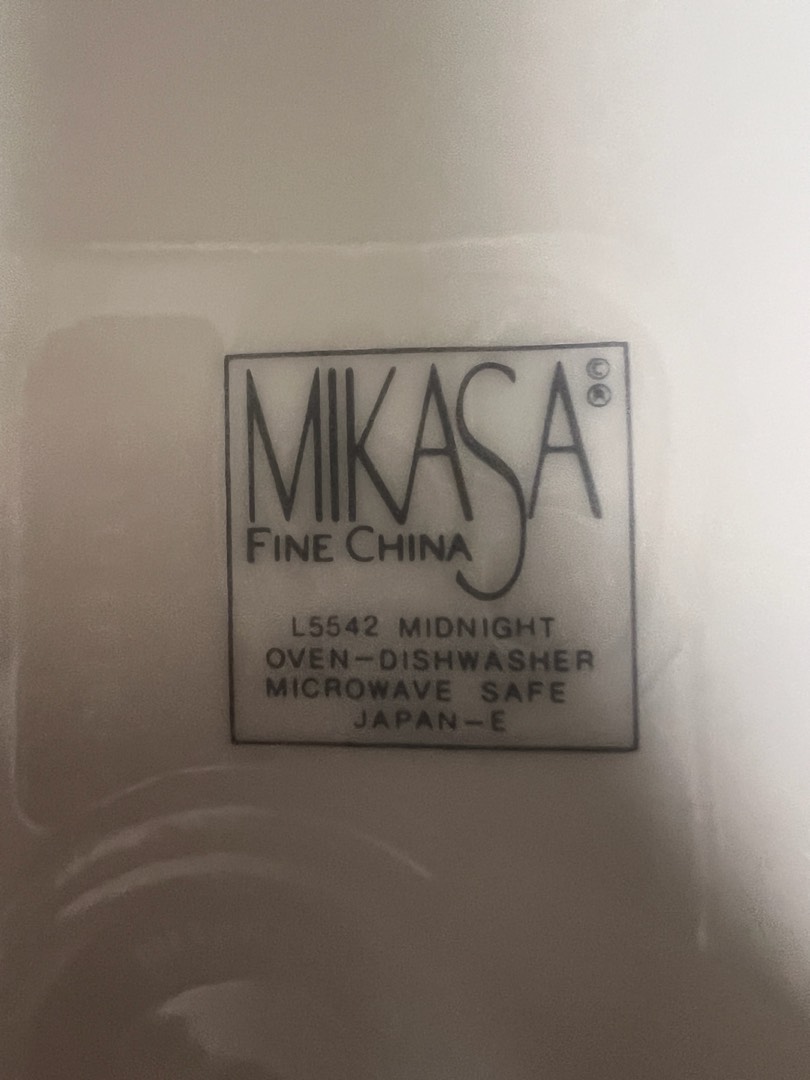 MIKASA ©
®
FINE CHINA
L5542 MIDNIGHT
OVEN-DISHWASHER
MICROWAVE SAFE
JAPAN-E